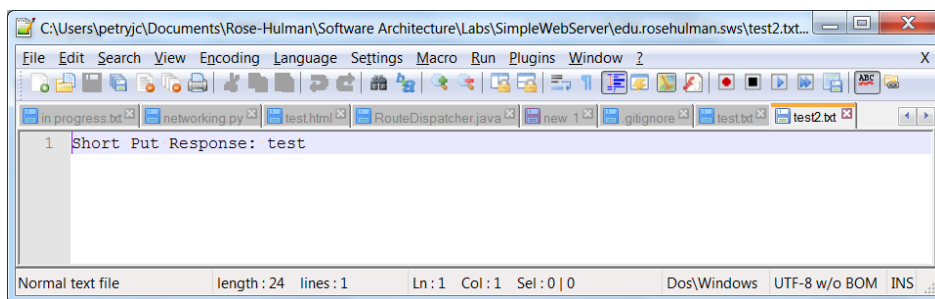 C:\Users\petryjc\Documents\Rose-Hulman\Software Architecture\Labs\SimpleWebServer\edu.rosehulman.sws\test2.txt...
File Edit Search View Encoding Language Settings Macro Run Plugins Window ? X
ABC
in progress.txt networking.py test.html RouteDispatcher.java new 1 .gitignore test.txt test2.txt
1 Short Put Response: test
Normal text file length : 24 lines : 1 Ln : 1 Col : 1 Sel : 0 | 0 Dos\Windows UTF-8 w/o BOM INS